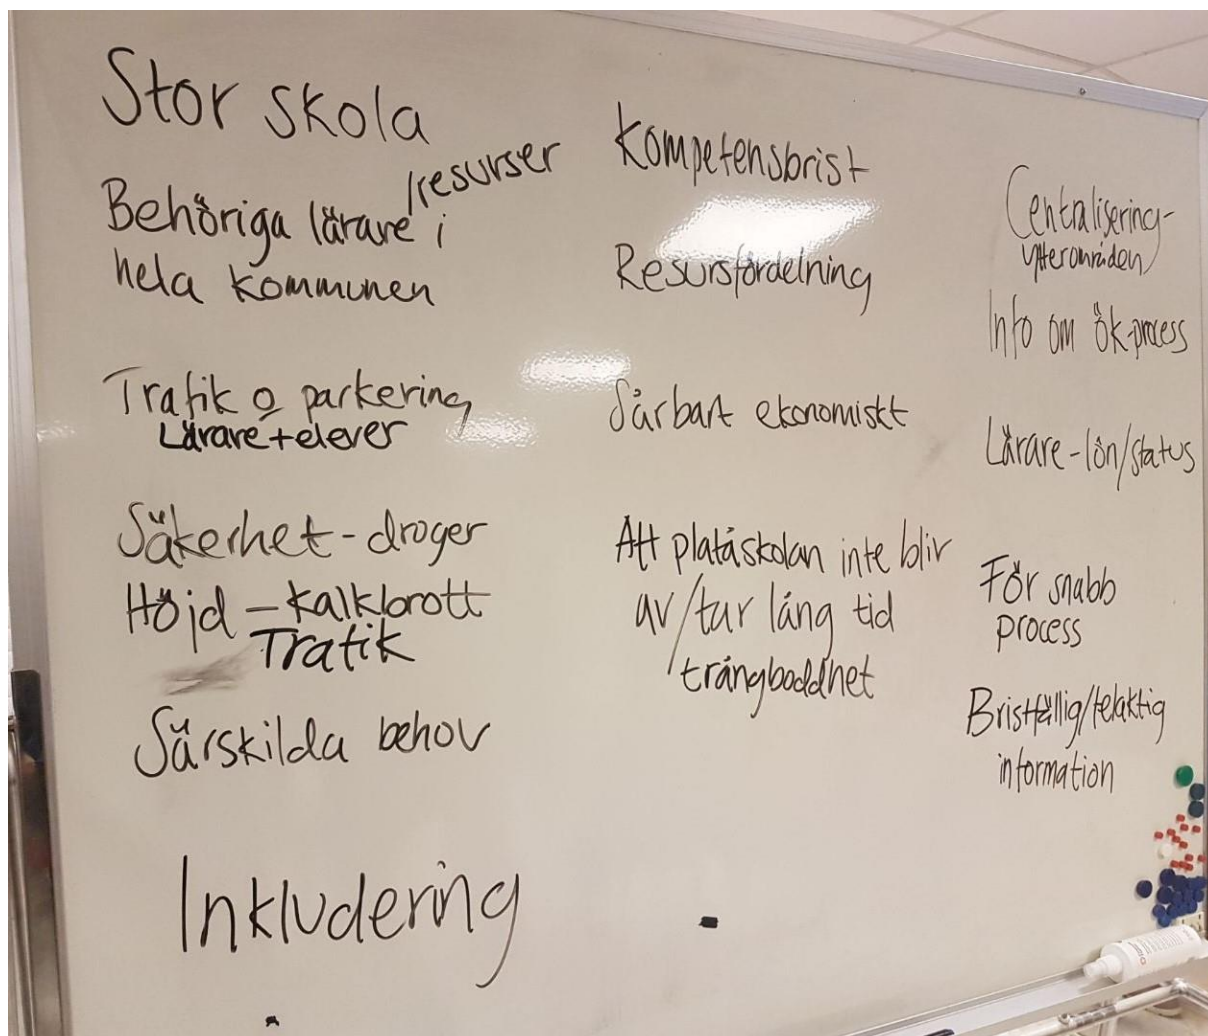 Stor skola
Behöriga lärare i
/resurser
hela kommunen
Trafik o parkering
Lärare + elever
Säkerhet - droger
Höjd - Kalkbrott
Trafik
Särskilda behov
Inkludering
Kompetensbrist
Resursfördelning
Sårbart ekonomiskt
Att platåskolan inte blir
av/tar lång tid
trångboddhet
Centralisering-
ytterområden
Info om ök-process
Lärare-lön/status
För snabb
process
Bristfällig/felaktig
information